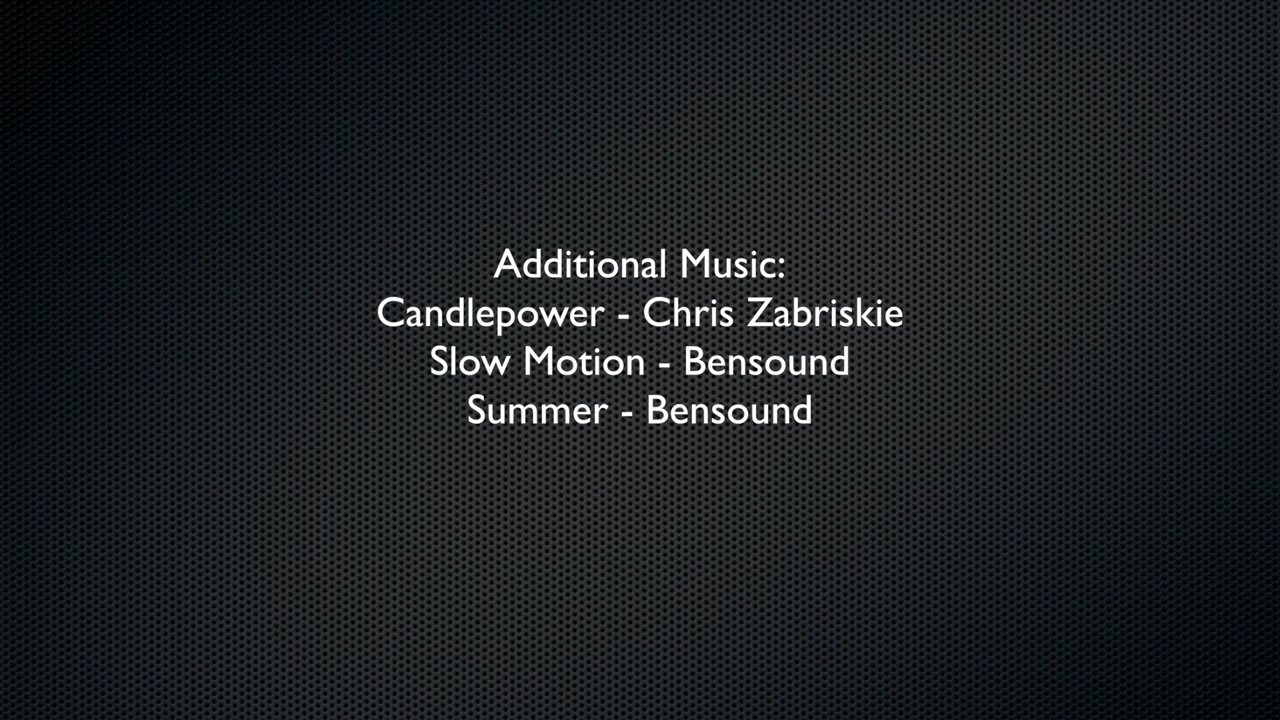 Additional Music:
Candlepower - Chris Zabriskie
Slow Motion - Bensound
Summer - Bensound